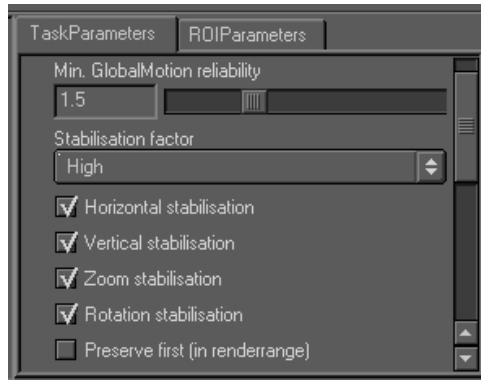 TaskParameters ROIParameters
Min. GlobalMotion reliability
1.5
Stabilisation factor
High
Horizontal stabilisation
Vertical stabilisation
Zoom stabilisation
Rotation stabilisation
Preserve first (in renderrange)